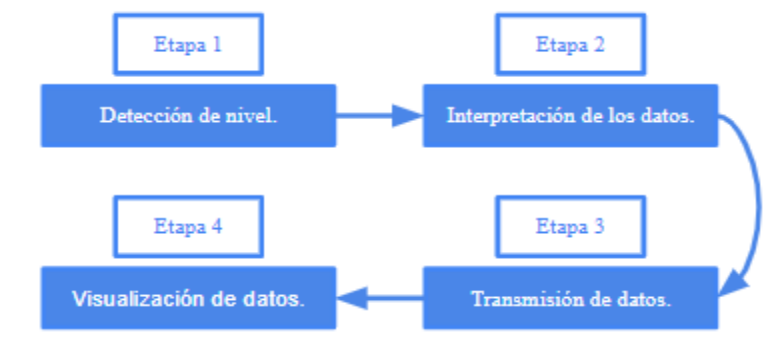 Etapa 1
Detección de nivel.
Etapa 2
Interpretación de los datos.
Etapa 3
Transmisión de datos.
Etapa 4
Visualización de datos.